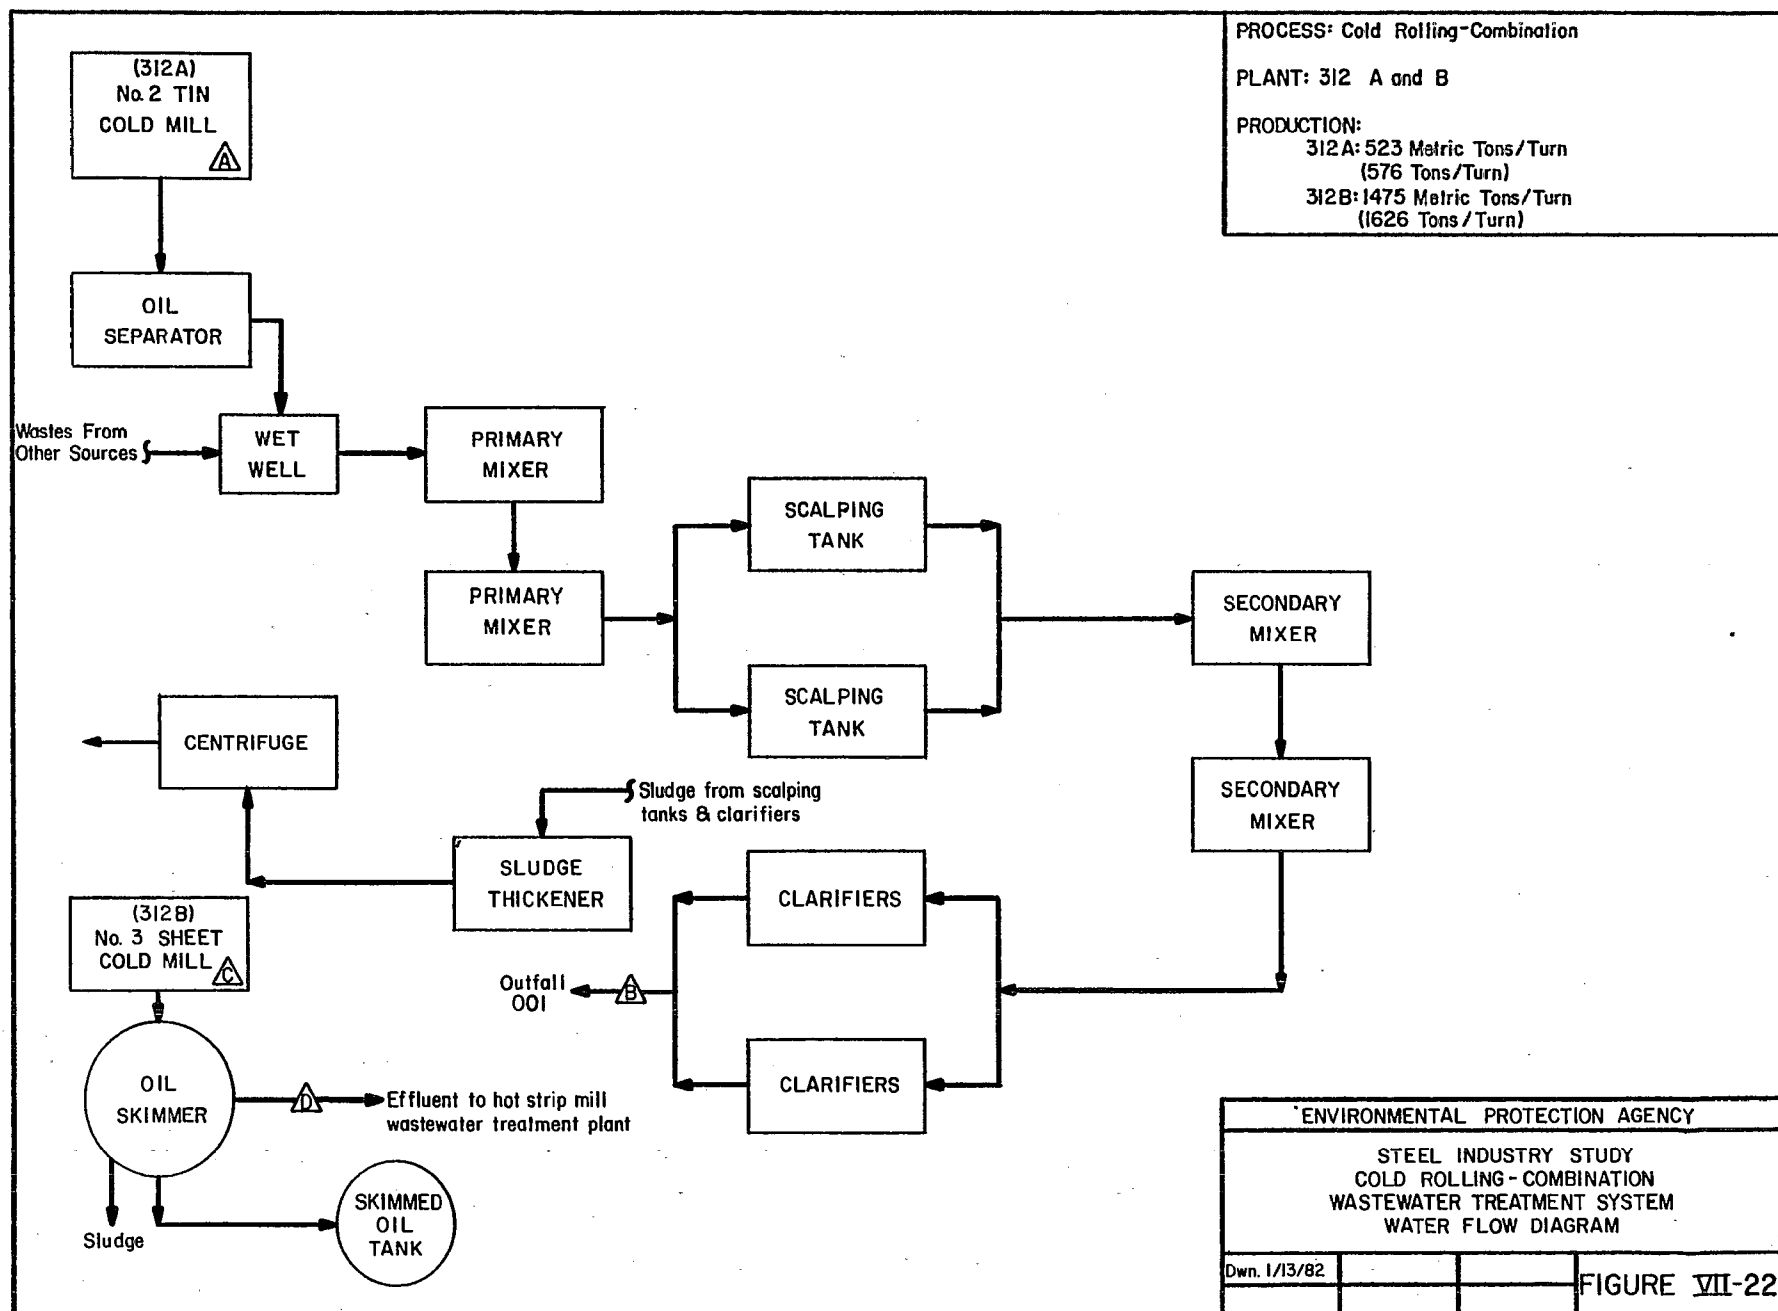 PROCESS: Cold Rolling-Combination
PLANT: 312 A and B
PRODUCTION:
312A: 523 Metric Tons/Turn
(576 Tons/Turn)
312B: 1475 Metric Tons/Turn
(1626 Tons/Turn)
(312A)
No. 2 TIN
COLD MILL
A
OIL
SEPARATOR
Wastes From
Other Sources
WET
WELL
PRIMARY
MIXER
PRIMARY
MIXER
SCALPING
TANK
SCALPING
TANK
SECONDARY
MIXER
SECONDARY
MIXER
CENTRIFUGE
Sludge from scalping
tanks & clarifiers
SLUDGE
THICKENER
CLARIFIERS
CLARIFIERS
Outfall
001
B
(312B)
No. 3 SHEET
COLD MILL
C
OIL
SKIMMER
D
Effluent to hot strip mill
wastewater treatment plant
Sludge
SKIMMED
OIL
TANK
ENVIRONMENTAL PROTECTION AGENCY
STEEL INDUSTRY STUDY
COLD ROLLING-COMBINATION
WASTEWATER TREATMENT SYSTEM
WATER FLOW DIAGRAM
Dwn. 1/13/82
FIGURE VII-22